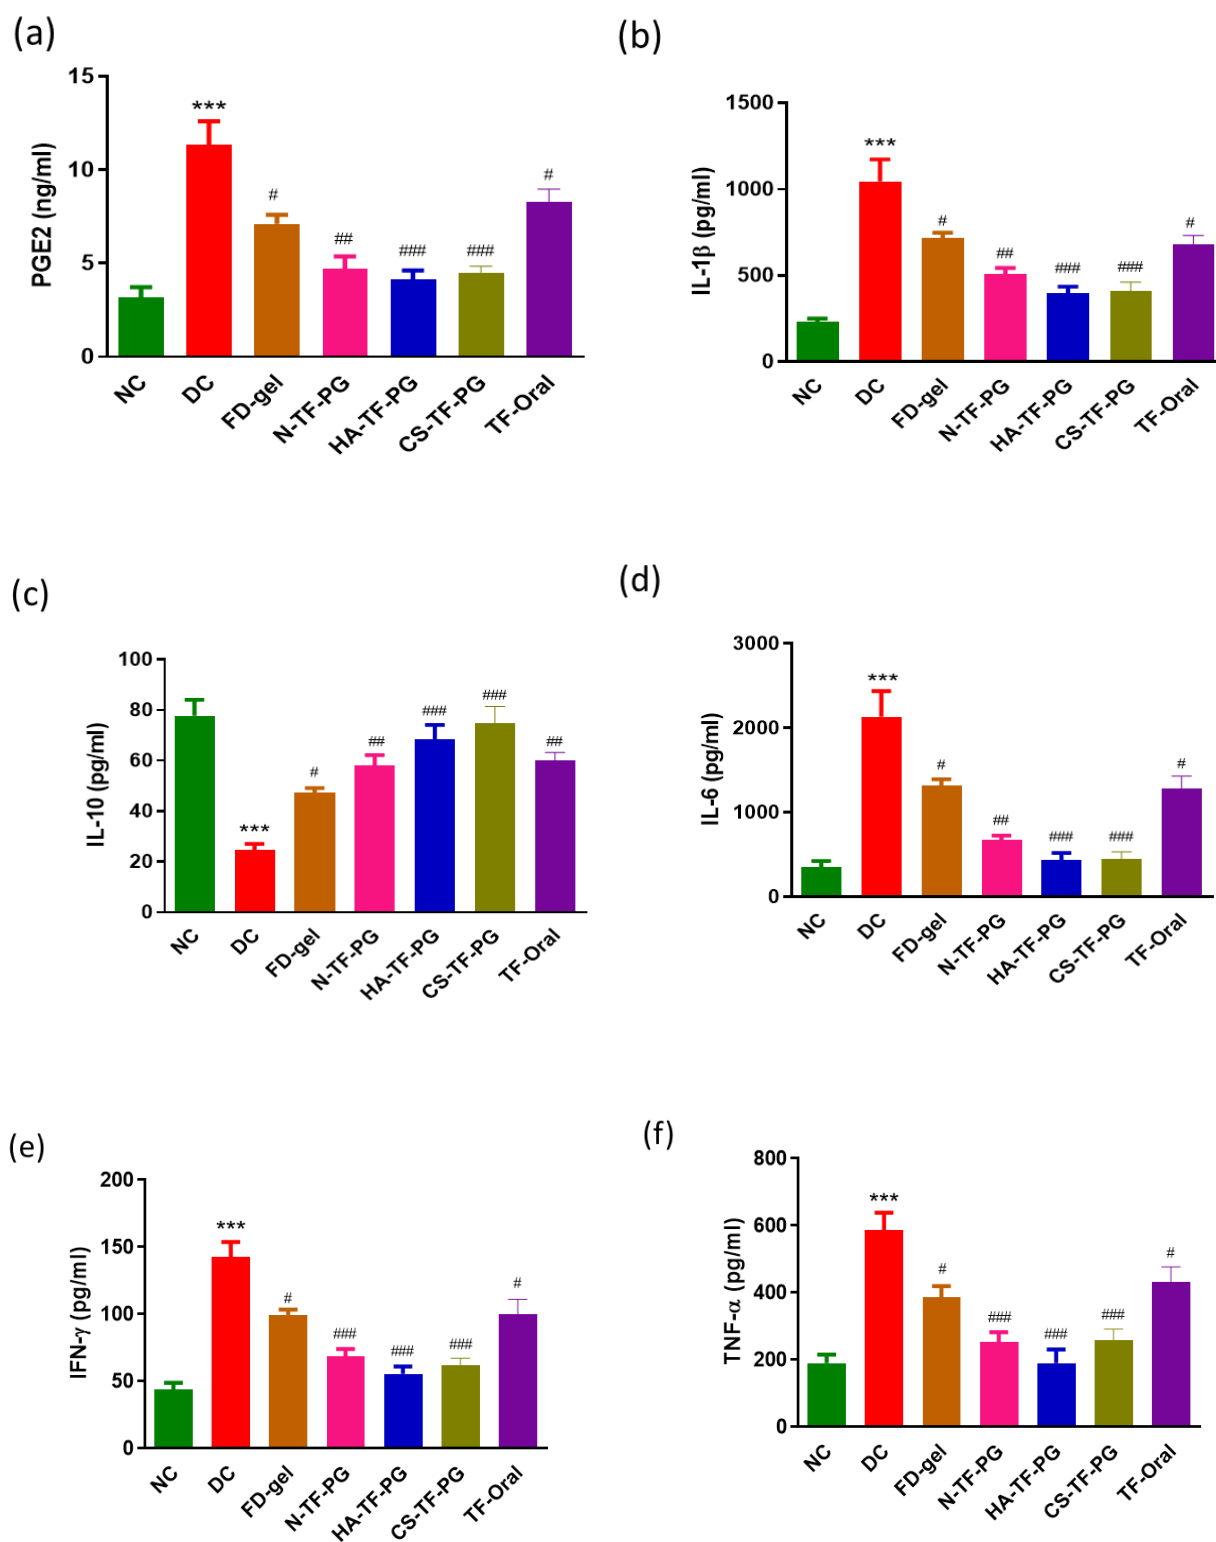 (a)
PGE2 (ng/ml)
15
10
5
0
***
#
##
###
###
#
NC
DC
FD-gel
N-TF-PG
HA-TF-PG
CS-TF-PG
TF-Oral
(b)
IL-1β (pg/ml)
1500
1000
500
0
***
#
##
###
###
#
NC
DC
FD-gel
N-TF-PG
HA-TF-PG
CS-TF-PG
TF-Oral
(c)
IL-10 (pg/ml)
100
80
60
40
20
0
***
#
##
###
###
##
NC
DC
FD-gel
N-TF-PG
HA-TF-PG
CS-TF-PG
TF-Oral
(d)
IL-6 (pg/ml)
3000
2000
1000
0
***
#
##
###
###
#
NC
DC
FD-gel
N-TF-PG
HA-TF-PG
CS-TF-PG
TF-Oral
(e)
IFN-γ (pg/ml)
200
150
100
50
0
***
#
###
###
###
#
NC
DC
FD-gel
N-TF-PG
HA-TF-PG
CS-TF-PG
TF-Oral
(f)
TNF-α (pg/ml)
800
600
400
200
0
***
#
###
###
###
#
NC
DC
FD-gel
N-TF-PG
HA-TF-PG
CS-TF-PG
TF-Oral